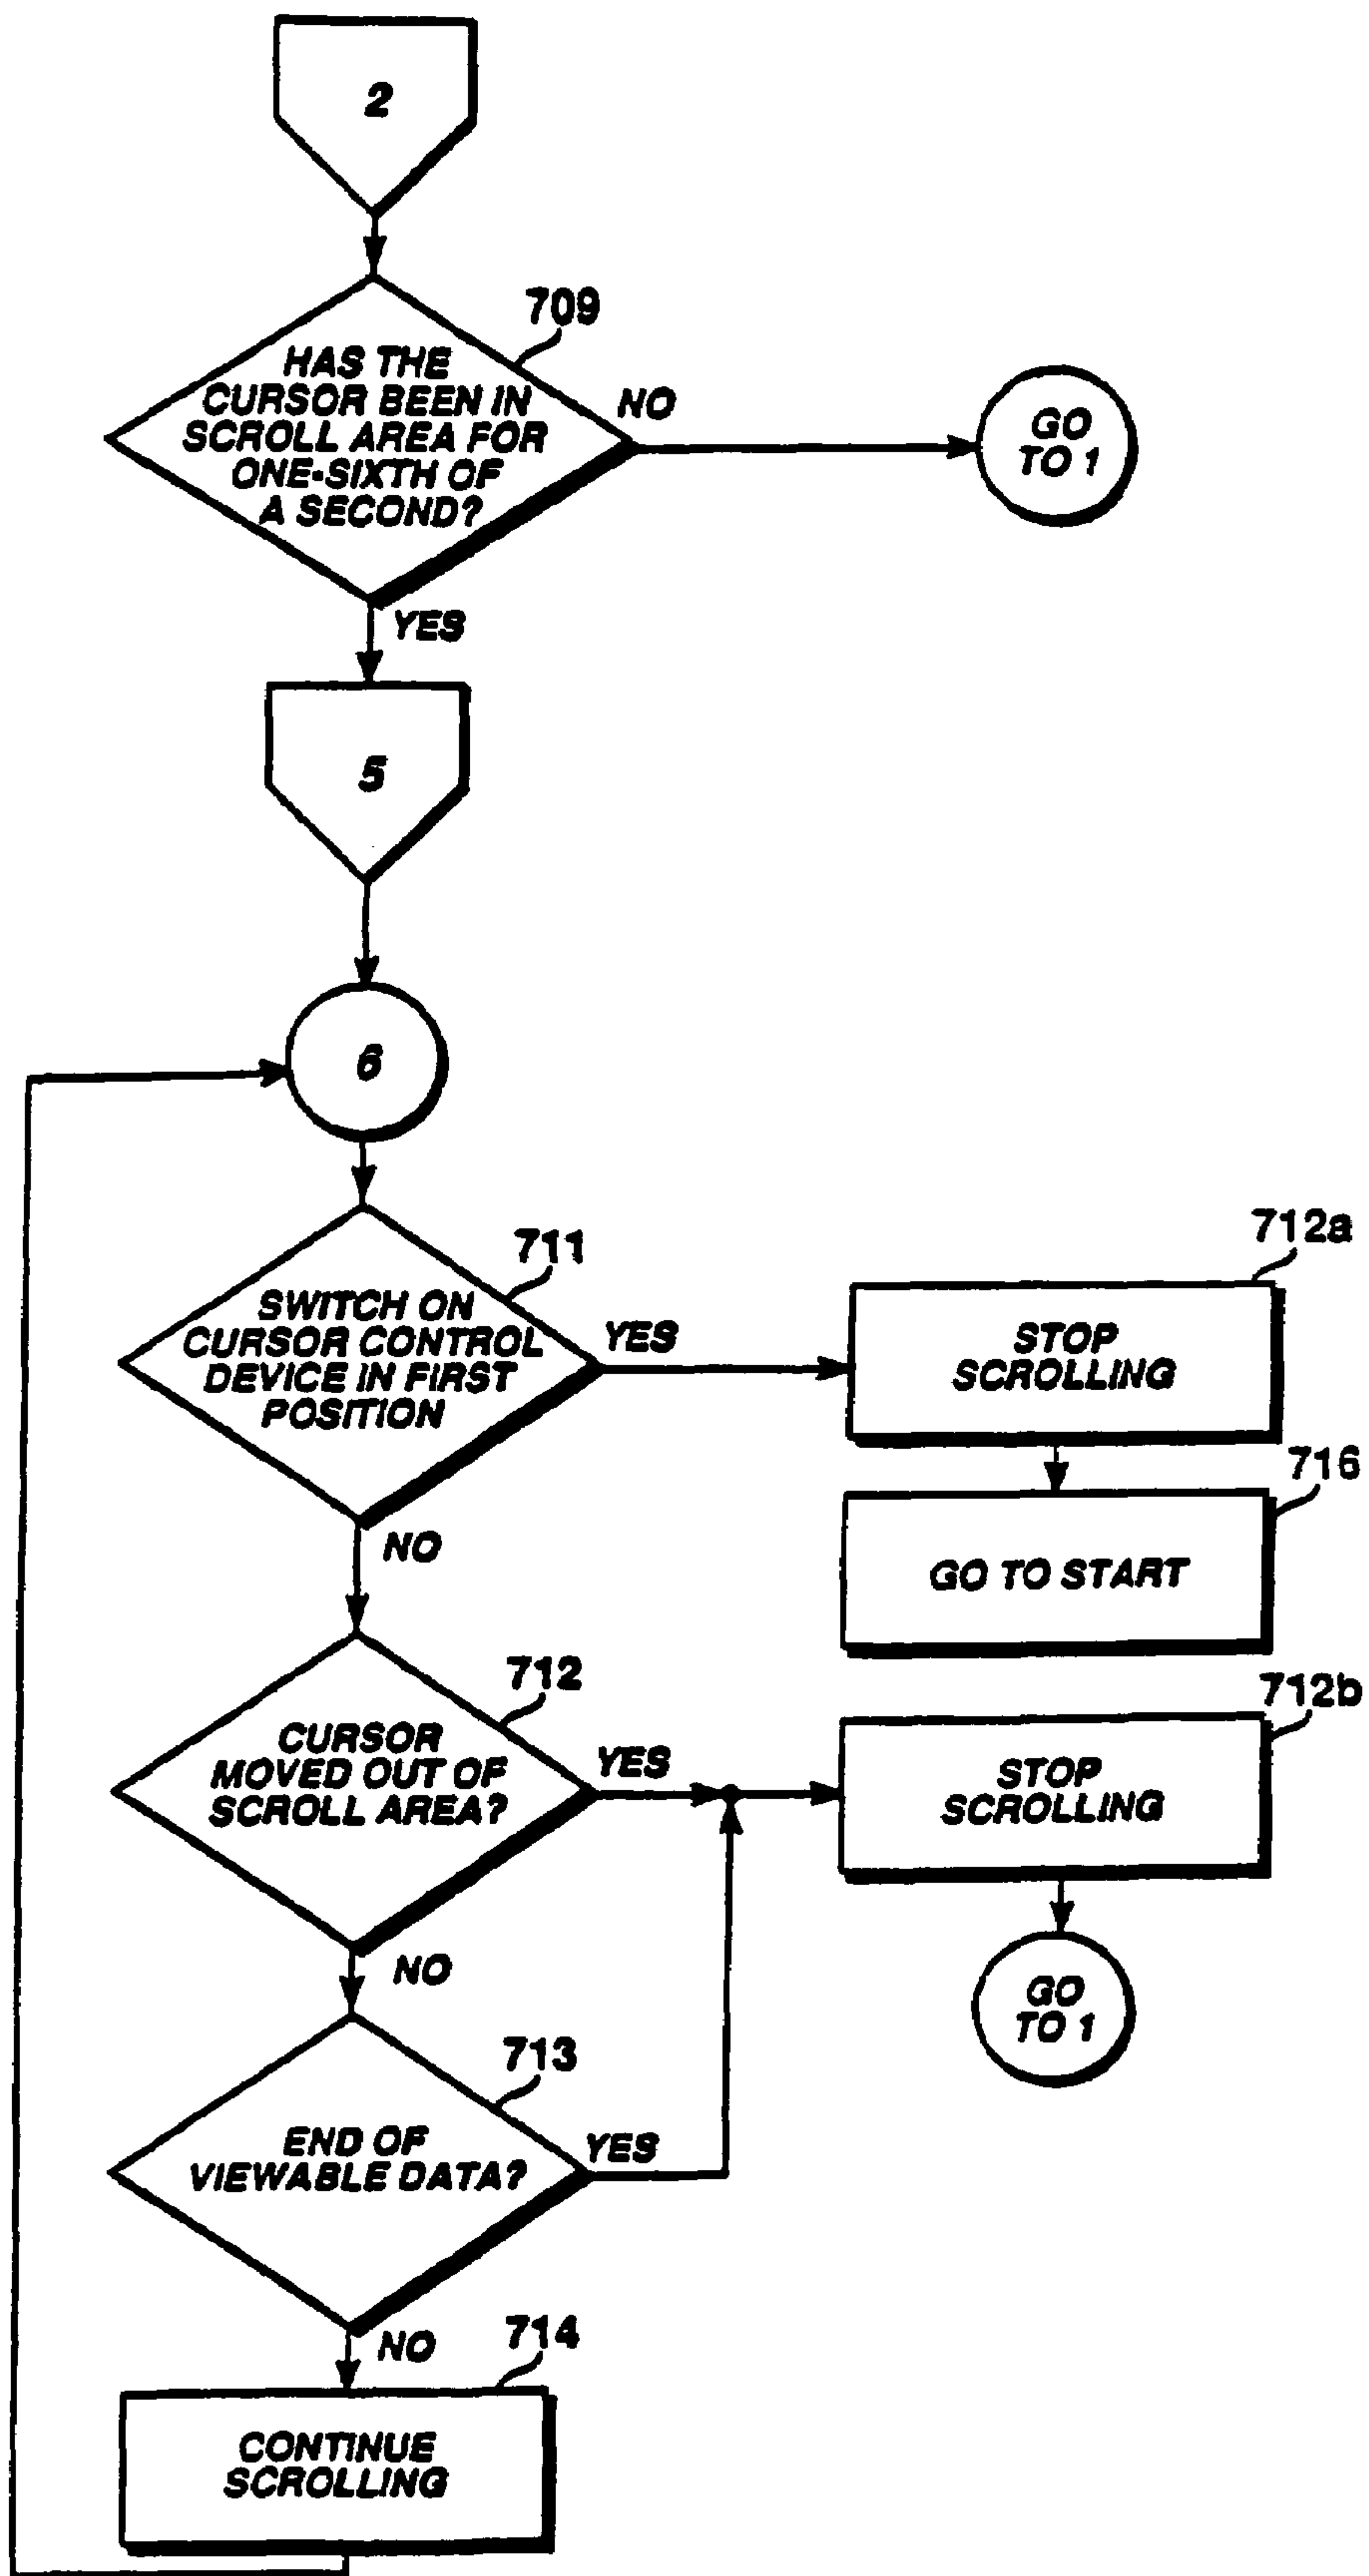 2
709
HAS THE
CURSOR BEEN IN
SCROLL AREA FOR
ONE-SIXTH OF
A SECOND?
NO
GO
TO 1
YES
5
6
711
SWITCH ON
CURSOR CONTROL
DEVICE IN FIRST
POSITION
YES
712a
STOP
SCROLLING
716
GO TO START
NO
712
CURSOR
MOVED OUT OF
SCROLL AREA?
YES
712b
STOP
SCROLLING
GO
TO 1
NO
713
END OF
VIEWABLE DATA?
YES
NO
714
CONTINUE
SCROLLING